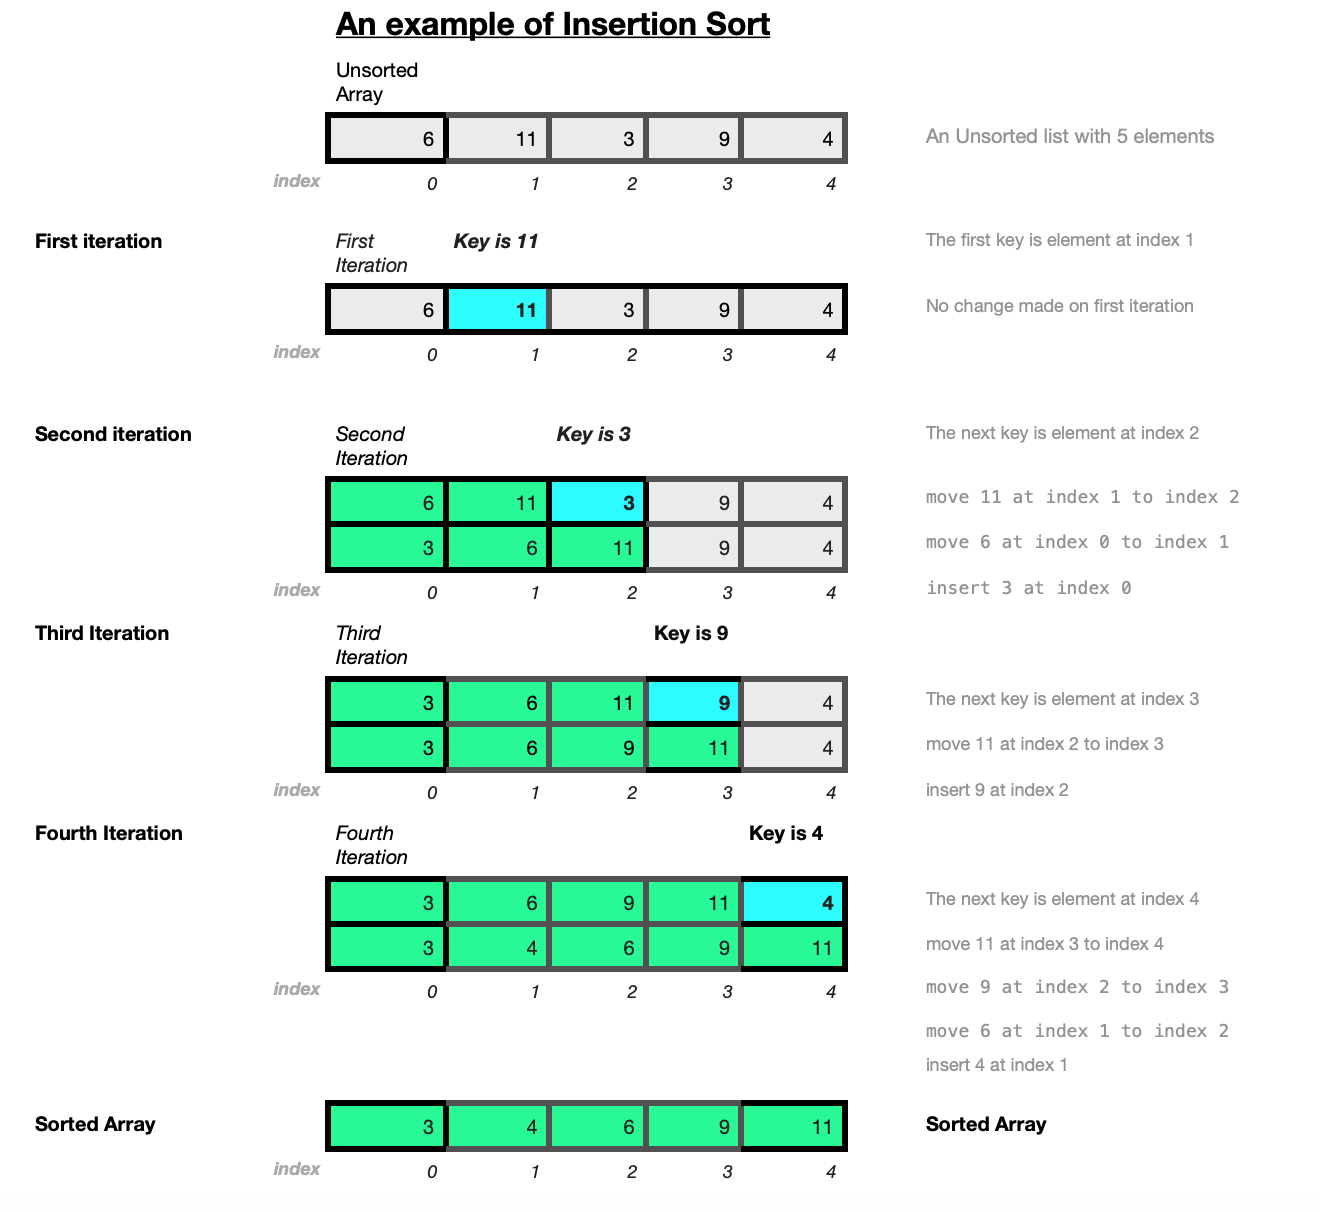 An example of Insertion Sort
Unsorted
Array
6 11 3 9 4
An Unsorted list with 5 elements
index 0 1 2 3 4
First iteration
First
Iteration
Key is 11
The first key is element at index 1
6 11 3 9 4
No change made on first iteration
index 0 1 2 3 4
Second iteration
Second
Iteration
Key is 3
The next key is element at index 2
6 11 3 9 4
move 11 at index 1 to index 2
3 6 11 9 4
move 6 at index 0 to index 1
index 0 1 2 3 4
insert 3 at index 0
Third Iteration
Third
Iteration
Key is 9
3 6 11 9 4
The next key is element at index 3
3 6 9 11 4
move 11 at index 2 to index 3
index 0 1 2 3 4
insert 9 at index 2
Fourth Iteration
Fourth
Iteration
Key is 4
3 6 9 11 4
The next key is element at index 4
3 4 6 9 11
move 11 at index 3 to index 4
index 0 1 2 3 4
move 9 at index 2 to index 3
move 6 at index 1 to index 2
insert 4 at index 1
Sorted Array
3 4 6 9 11
Sorted Array
index 0 1 2 3 4